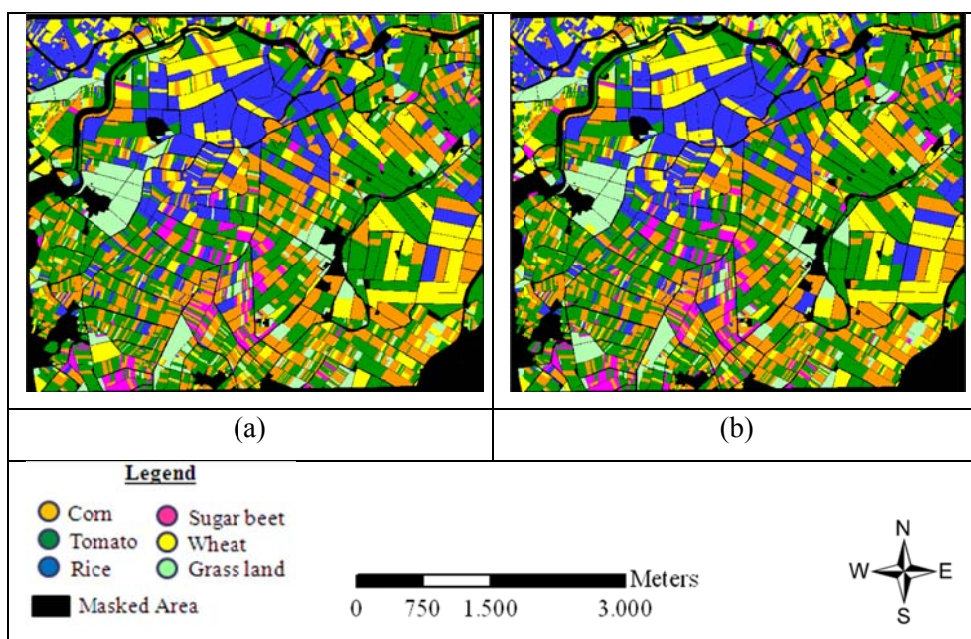 (a) (b)
Legend
Corn Sugar beet
Tomato Wheat
Rice Grass land
Masked Area
Meters
0 750 1.500 3.000
N
W E
S